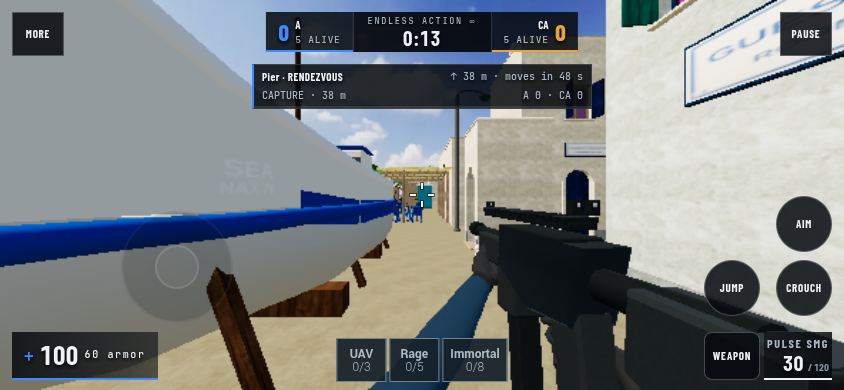 MORE
0 A 5 ALIVE
ENDLESS ACTION ∞
0:13
CA 5 ALIVE 0
PAUSE
Pier · RENDEZVOUS
↑ 38 m · moves in 48 s
CAPTURE · 38 m
A 0 · CA 0
SEA
AIM
JUMP
CROUCH
+ 100 60 armor
UAV
0/3
Rage
0/5
Immortal
0/8
WEAPON
PULSE SMG
30 / 120